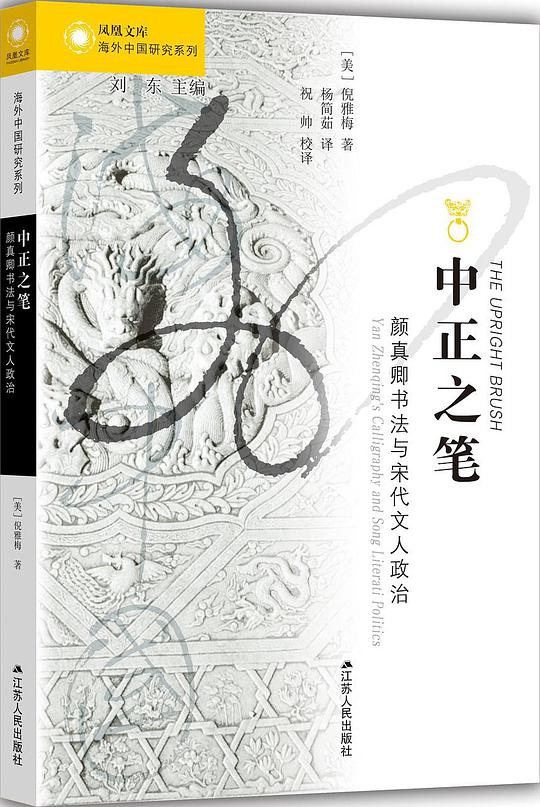 凤凰文库
凤凰文库
海外中国研究系列
刘 东 主编
[美] 倪雅梅 著
杨简茹 译
祝 帅 校译
中正之笔
THE UPRIGHT BRUSH
颜真卿书法与宋代文人政治
Yan Zhenqing's Calligraphy and Song Literati Politics
江苏人民出版社
海外中国研究系列
中正之笔
颜真卿书法与宋代文人政治
[美] 倪雅梅 著
江苏人民出版社